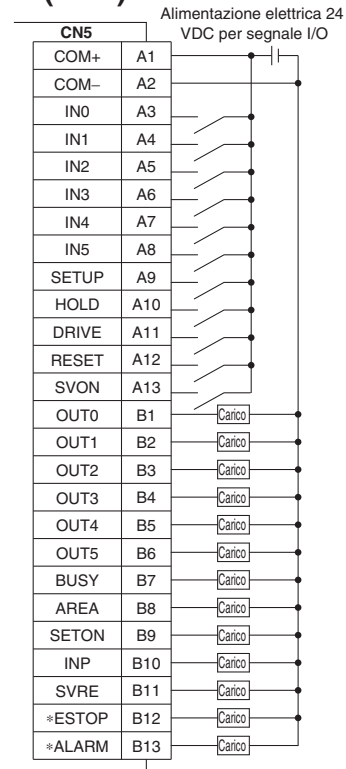 Alimentazione elettrica 24
VDC per segnale I/O
CN5
COM+ A1
COM– A2
IN0 A3
IN1 A4
IN2 A5
IN3 A6
IN4 A7
IN5 A8
SETUP A9
HOLD A10
DRIVE A11
RESET A12
SVON A13
OUT0 B1 Carico
OUT1 B2 Carico
OUT2 B3 Carico
OUT3 B4 Carico
OUT4 B5 Carico
OUT5 B6 Carico
BUSY B7 Carico
AREA B8 Carico
SETON B9 Carico
INP B10 Carico
SVRE B11 Carico
*ESTOP B12 Carico
*ALARM B13 Carico